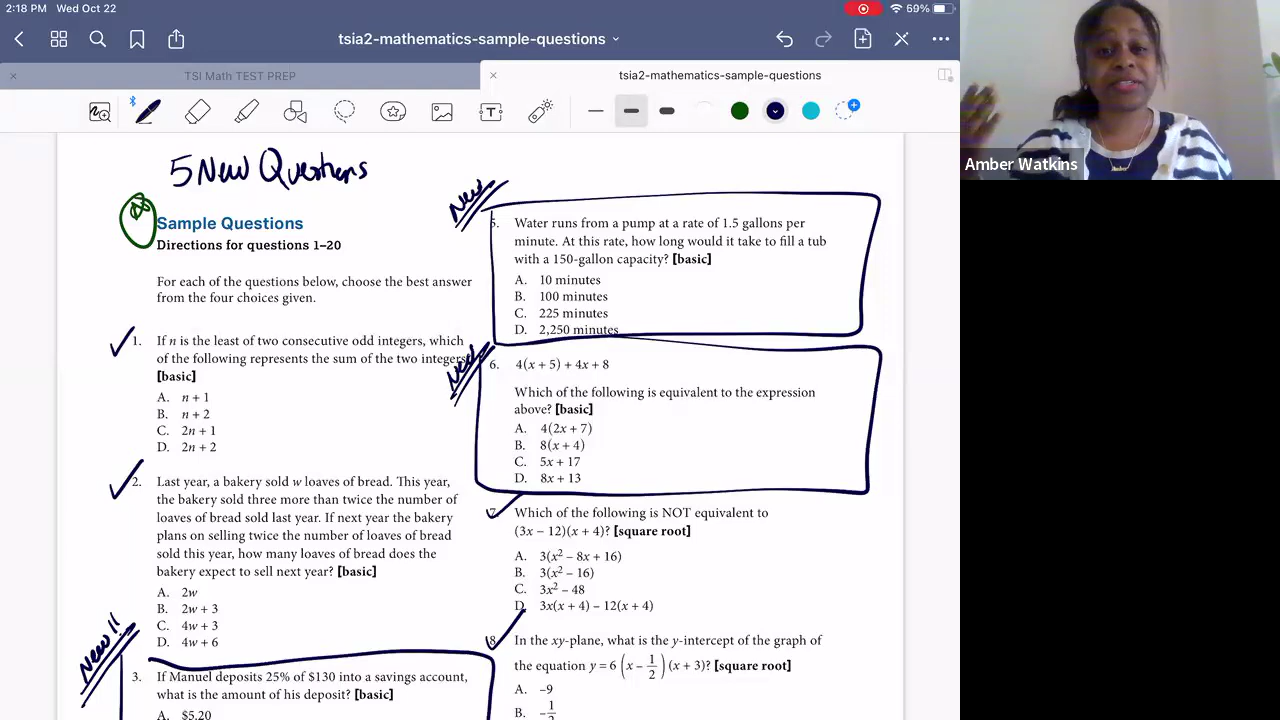 2:18 PM Wed Oct 22
69%
tsia2-mathematics-sample-questions
TSI Math TEST PREP
tsia2-mathematics-sample-questions
Amber Watkins
5 New Questions
Sample Questions
Directions for questions 1–20
For each of the questions below, choose the best answer
from the four choices given.
1. If n is the least of two consecutive odd integers, which
of the following represents the sum of the two integers
[basic]
A. n + 1
B. n + 2
C. 2n + 1
D. 2n + 2
2. Last year, a bakery sold w loaves of bread. This year,
the bakery sold three more than twice the number of
loaves of bread sold last year. If next year the bakery
plans on selling twice the number of loaves of bread
sold this year, how many loaves of bread does the
bakery expect to sell next year? [basic]
A. 2w
B. 2w + 3
C. 4w + 3
D. 4w + 6
New!!
3. If Manuel deposits 25% of $130 into a savings account,
what is the amount of his deposit? [basic]
A. $5.20
New
5. Water runs from a pump at a rate of 1.5 gallons per
minute. At this rate, how long would it take to fill a tub
with a 150-gallon capacity? [basic]
A. 10 minutes
B. 100 minutes
C. 225 minutes
D. 2,250 minutes
New
6. 4(x + 5) + 4x + 8
Which of the following is equivalent to the expression
above? [basic]
A. 4(2x + 7)
B. 8(x + 4)
C. 5x + 17
D. 8x + 13
7. Which of the following is NOT equivalent to
(3x − 12)(x + 4)? [square root]
A. 3(x² − 8x + 16)
B. 3(x² − 16)
C. 3x² − 48
D. 3x(x + 4) − 12(x + 4)
8. In the xy-plane, what is the y-intercept of the graph of
the equation y = 6 (x − 1/2) (x + 3)? [square root]
A. −9